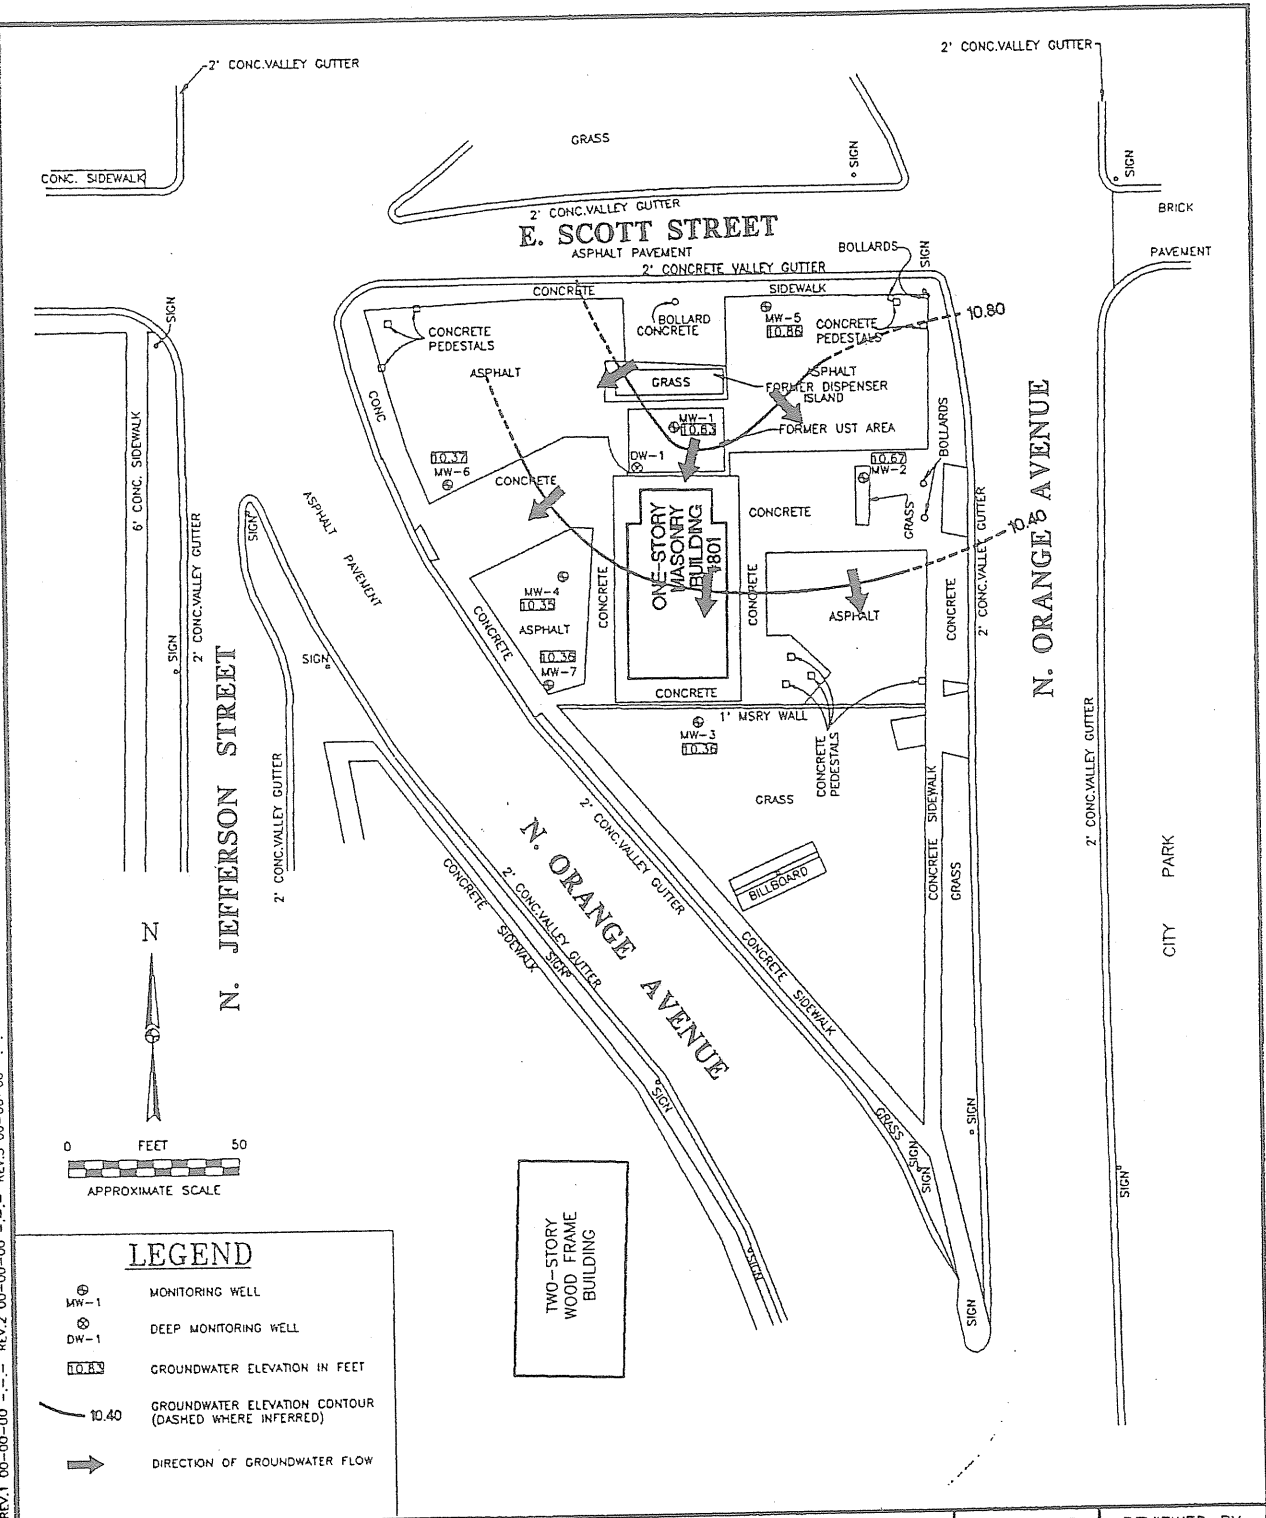 2' CONC.VALLEY GUTTER
2' CONC.VALLEY GUTTER
GRASS
SIGN
SIGN
CONC. SIDEWALK
2' CONC.VALLEY GUTTER
E. SCOTT STREET
ASPHALT PAVEMENT
2' CONCRETE VALLEY GUTTER
BRICK
PAVEMENT
BOLLARDS
SIGN
CONCRETE
SIDEWALK
SIGN
BOLLARD
CONCRETE
MW-5
10.86
CONCRETE
PEDESTALS
10.80
CONCRETE
PEDESTALS
ASPHALT
GRASS
ASPHALT
FORMER DISPENSER
ISLAND
CONC
MW-1
10.83
FORMER UST AREA
BOLLARDS
N. ORANGE AVENUE
10.37
MW-6
DW-1
10.67
MW-2
6' CONC. SIDEWALK
CONCRETE
CONCRETE
GRASS
10.40
2' CONC.VALLEY GUTTER
SIGN
ASPHALT
PAVEMENT
ONE-STORY
MASONRY
BUILDING
#801
2' CONC.VALLEY GUTTER
MW-4
10.35
ASPHALT
CONCRETE
CONCRETE
ASPHALT
CONCRETE
CONCRETE
SIGN
SIGN
10.36
MW-7
CONCRETE
1' MSRY WALL
MW-3
10.36
CONCRETE
PEDESTALS
N. JEFFERSON STREET
2' CONC.VALLEY GUTTER
GRASS
CONCRETE SIDEWALK
GRASS
2' CONC.VALLEY GUTTER
CITY PARK
2' CONC.VALLEY GUTTER
BILLBOARD
N. ORANGE AVENUE
CONCRETE
SIDEWALK
2' CONC.VALLEY GUTTER
SIGN
CONCRETE SIDEWALK
N
0 FEET 50
APPROXIMATE SCALE
SIGN
GRASS
SIGN
SIGN
SIGN
SIGN
TWO-STORY
WOOD FRAME
BUILDING
SIGN
SIGN
LEGEND
MW-1
MONITORING WELL
DW-1
DEEP MONITORING WELL
10.83
GROUNDWATER ELEVATION IN FEET
10.40
GROUNDWATER ELEVATION CONTOUR
(DASHED WHERE INFERRED)
DIRECTION OF GROUNDWATER FLOW